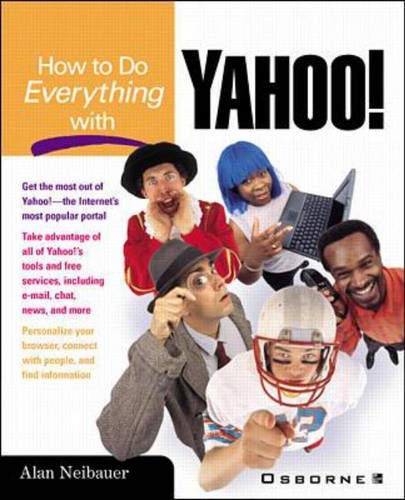 How to Do
Everything
with
YAHOO!
Get the most out of
Yahoo!—the Internet's
most popular portal
Take advantage of
all of Yahoo!'s
tools and free
services, including
e-mail, chat,
news, and more
Personalize your
browser, connect
with people, and
find information
Alan Neibauer
OSBORNE